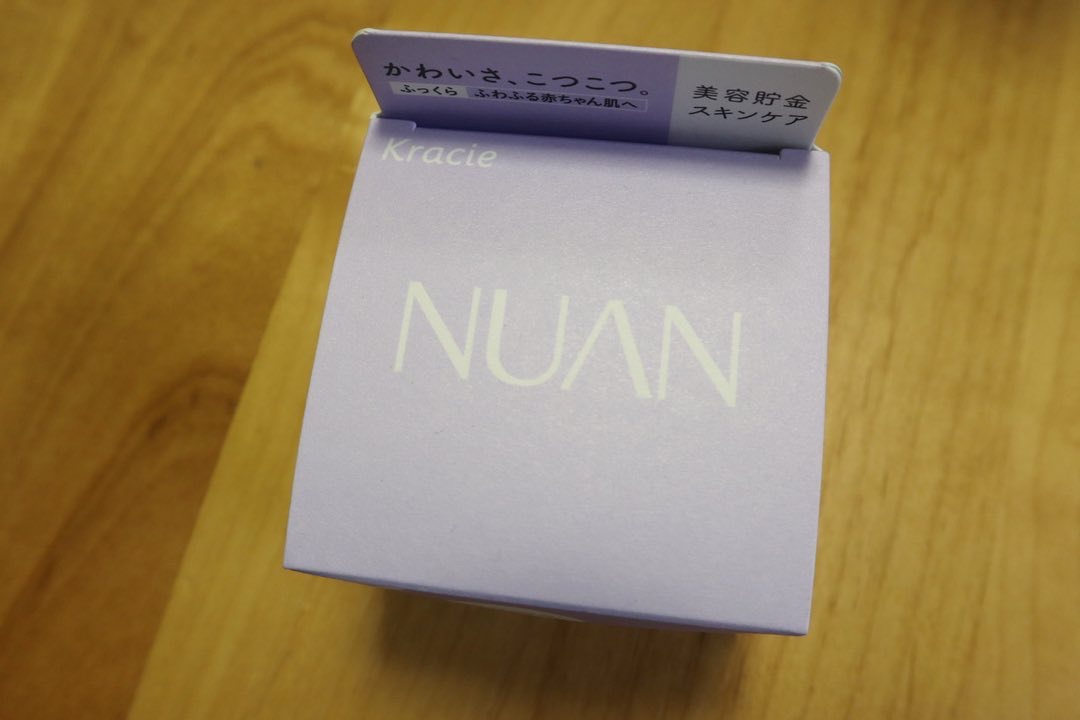 かわいさ、こつこつ。
ふっくら ふわふる赤ちゃん肌へ
美容貯金
スキンケア
Kracie
NUAN